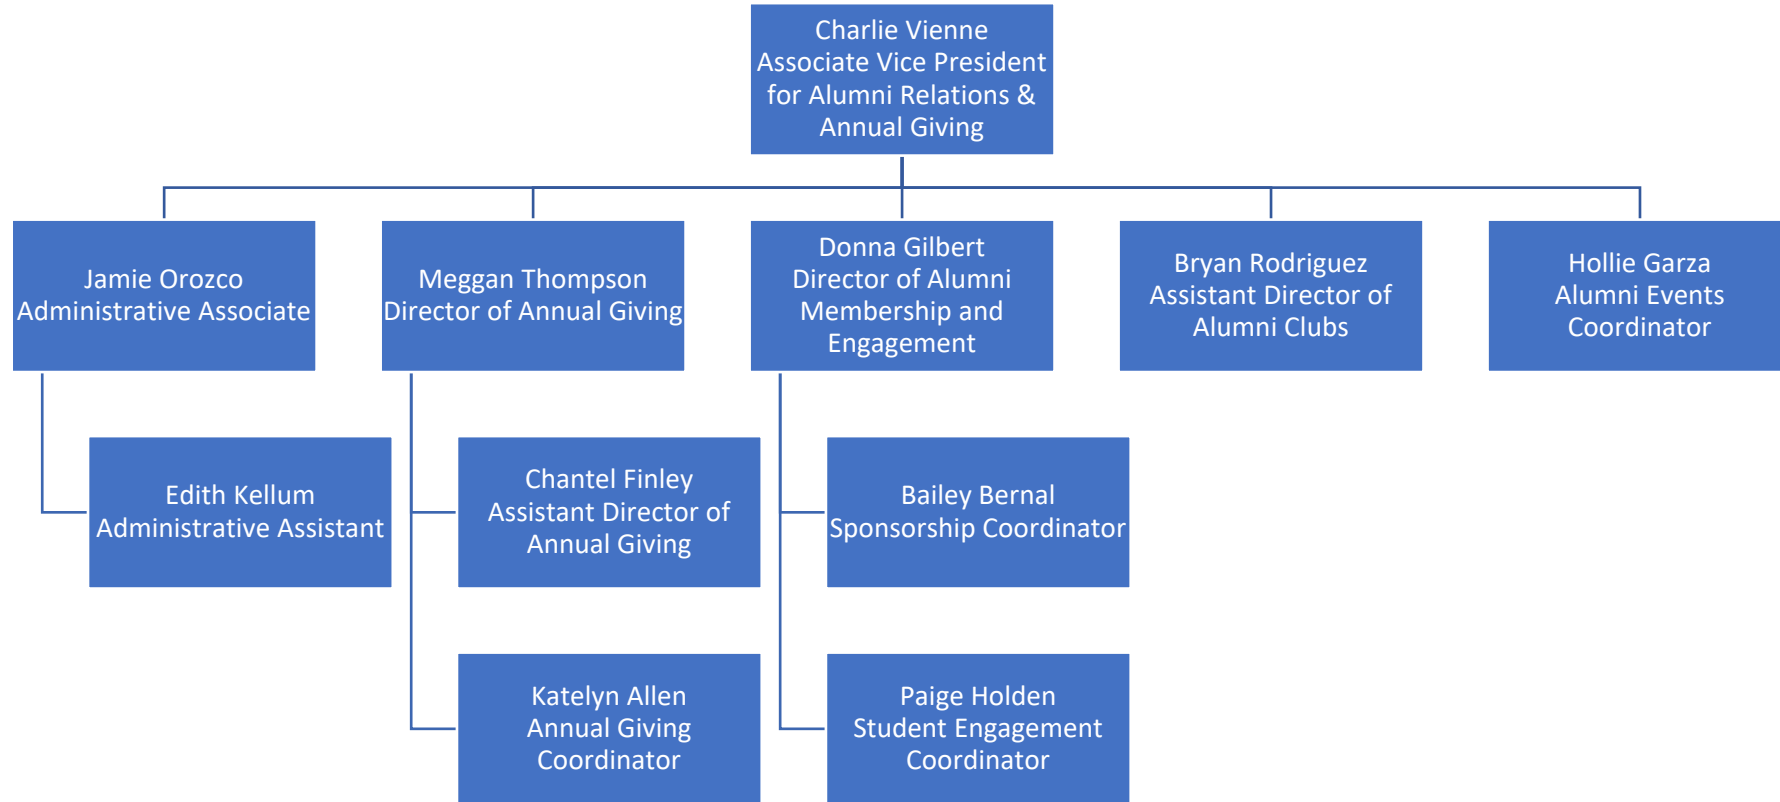 Charlie Vienne
Associate Vice President
for Alumni Relations &
Annual Giving
Jamie Orozco
Administrative Associate
Meggan Thompson
Director of Annual Giving
Donna Gilbert
Director of Alumni
Membership and
Engagement
Bryan Rodriguez
Assistant Director of
Alumni Clubs
Hollie Garza
Alumni Events
Coordinator
Edith Kellum
Administrative Assistant
Chantel Finley
Assistant Director of
Annual Giving
Bailey Bernal
Sponsorship Coordinator
Katelyn Allen
Annual Giving
Coordinator
Paige Holden
Student Engagement
Coordinator